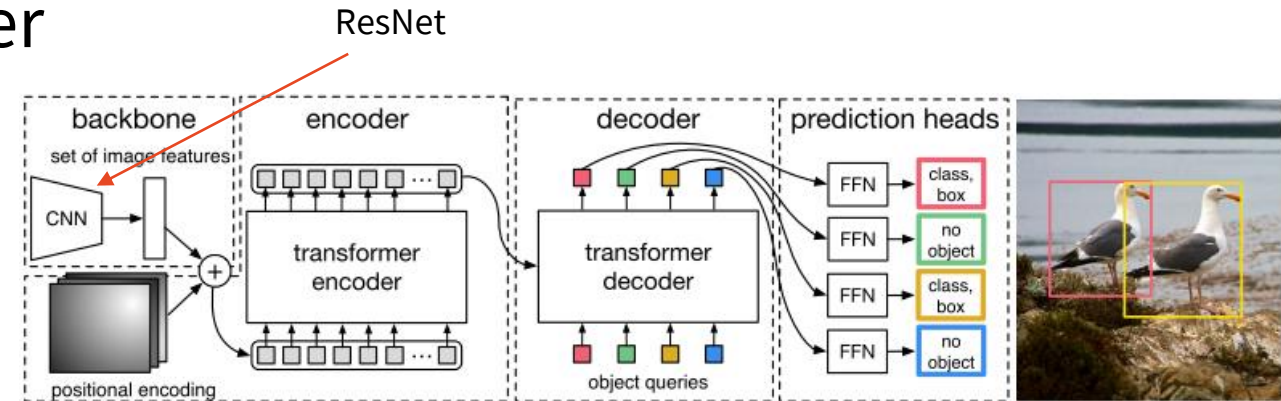 er
ResNet
backbone
encoder
decoder
prediction heads
set of image features
CNN
transformer
encoder
transformer
decoder
FFN
class,
box
FFN
no
object
FFN
class,
box
FFN
no
object
positional encoding
object queries